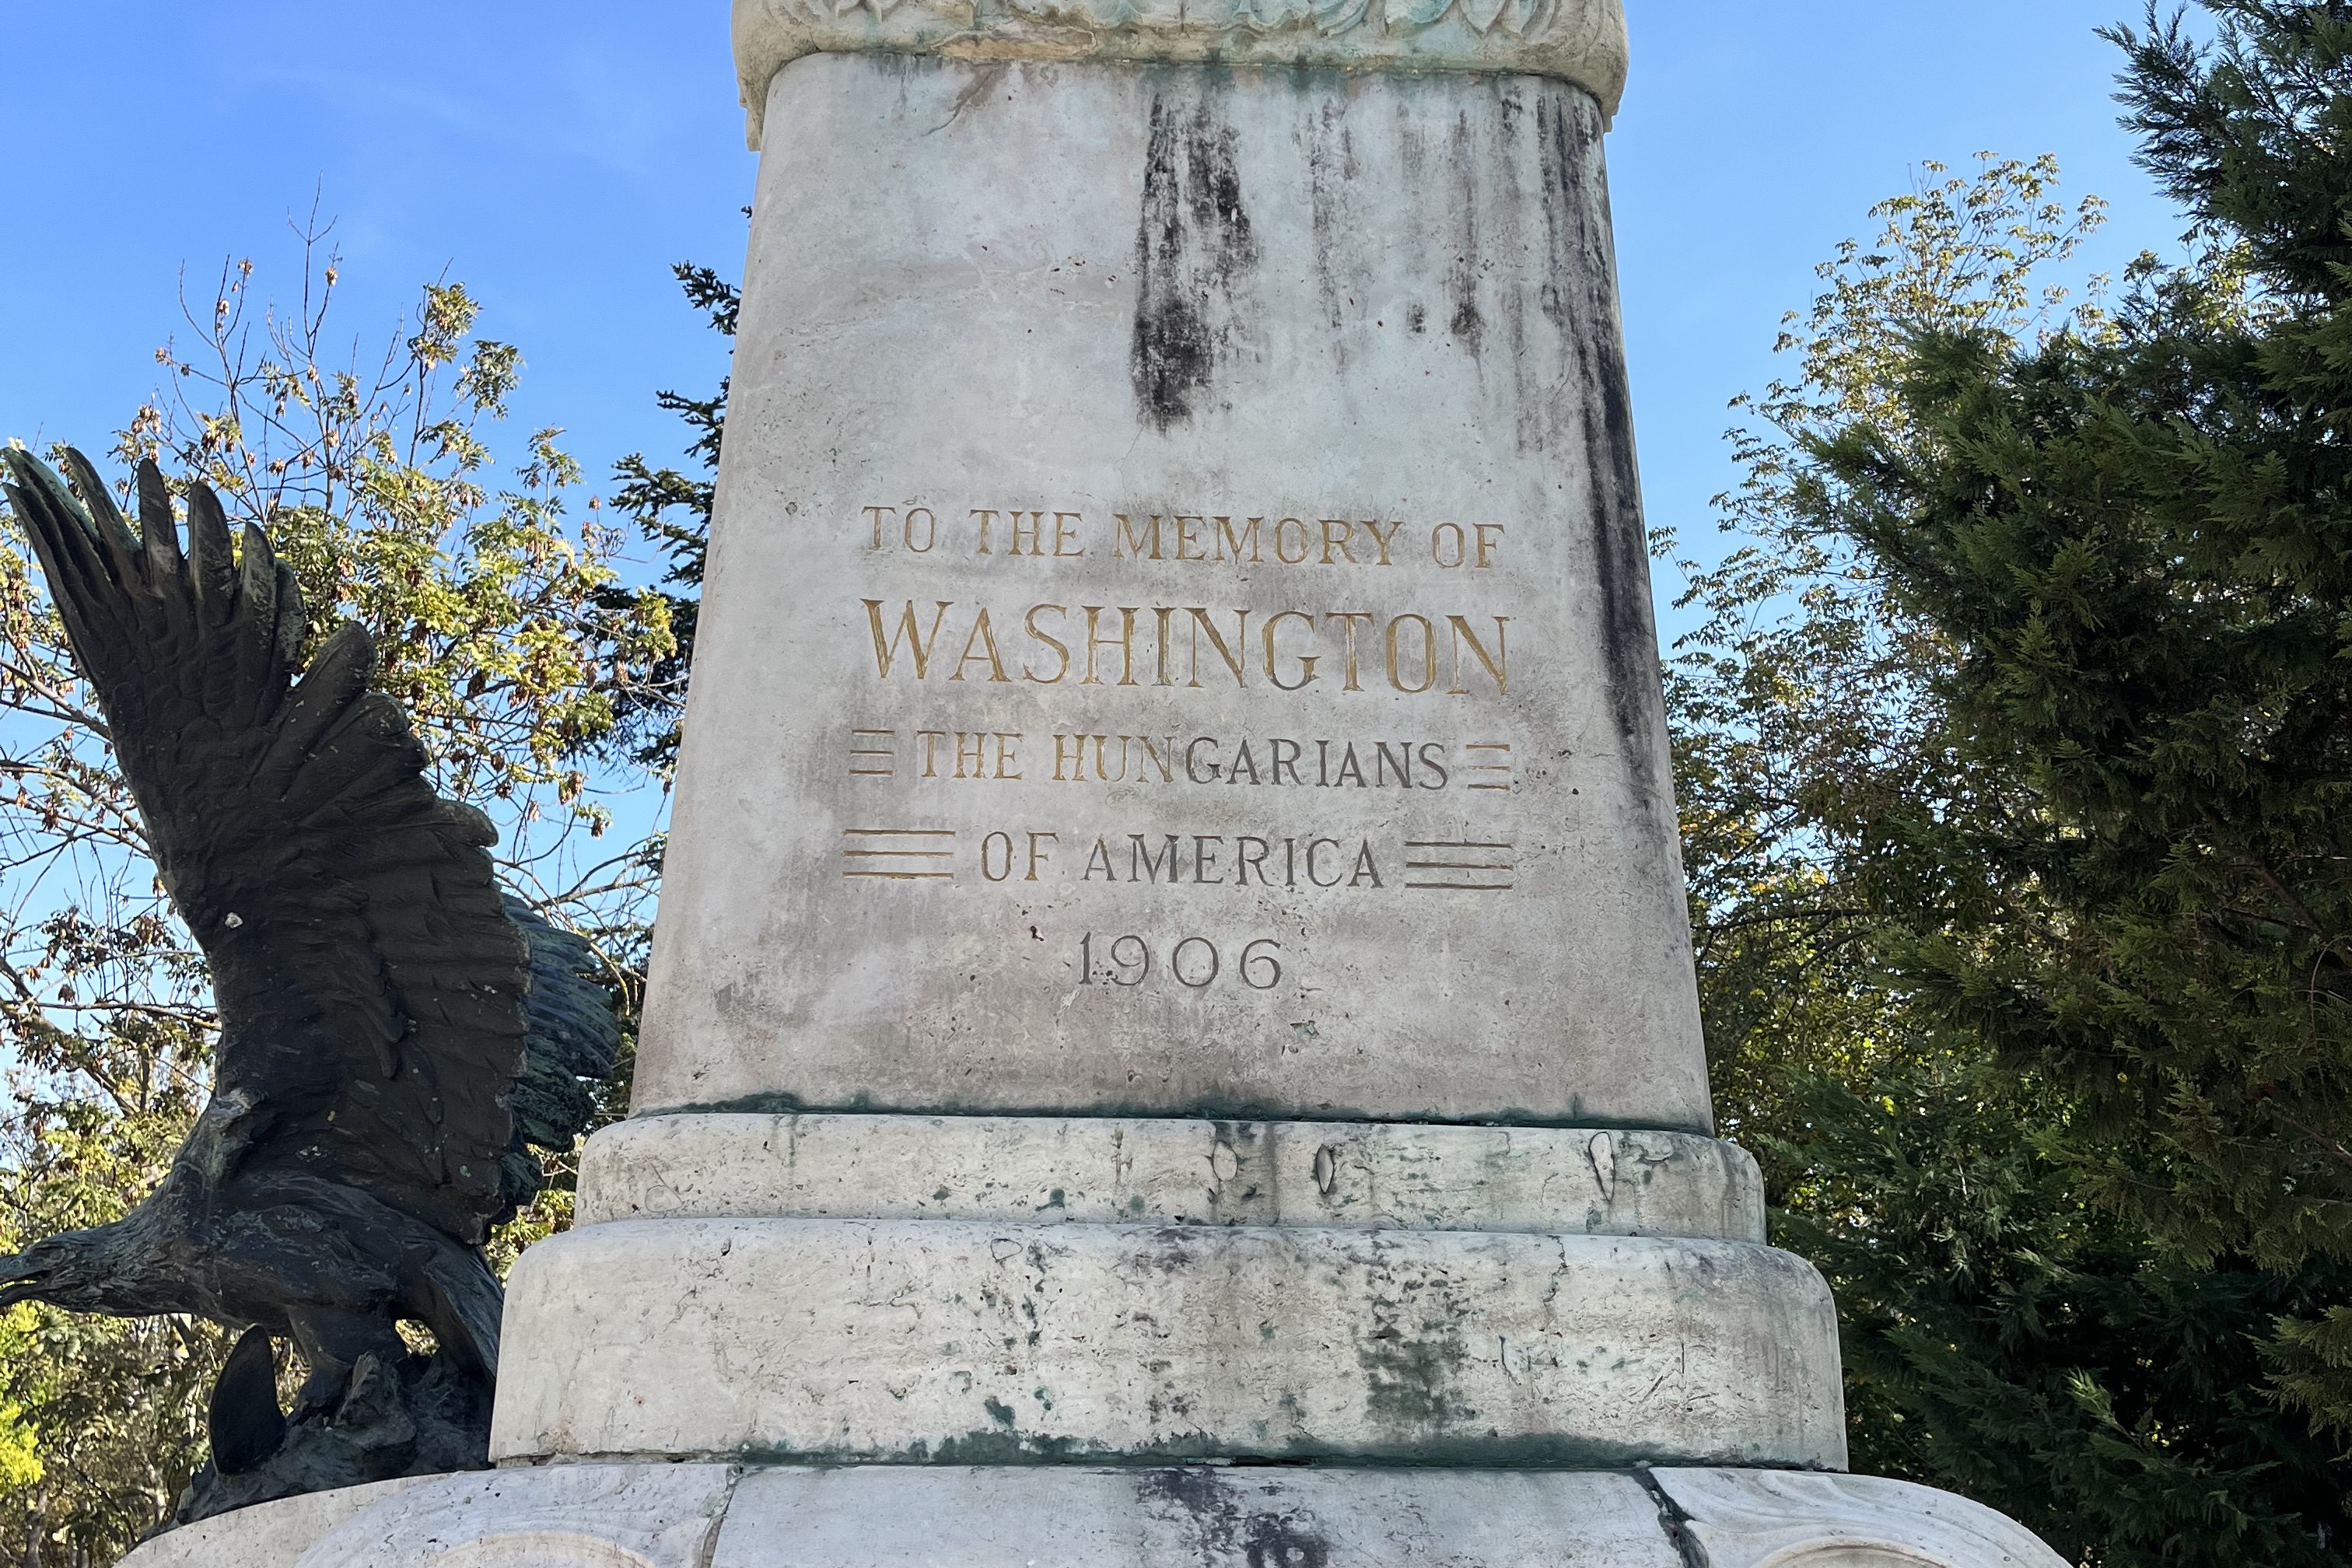 TO THE MEMORY OF
WASHINGTON
THE HUNGARIANS
OF AMERICA
1906